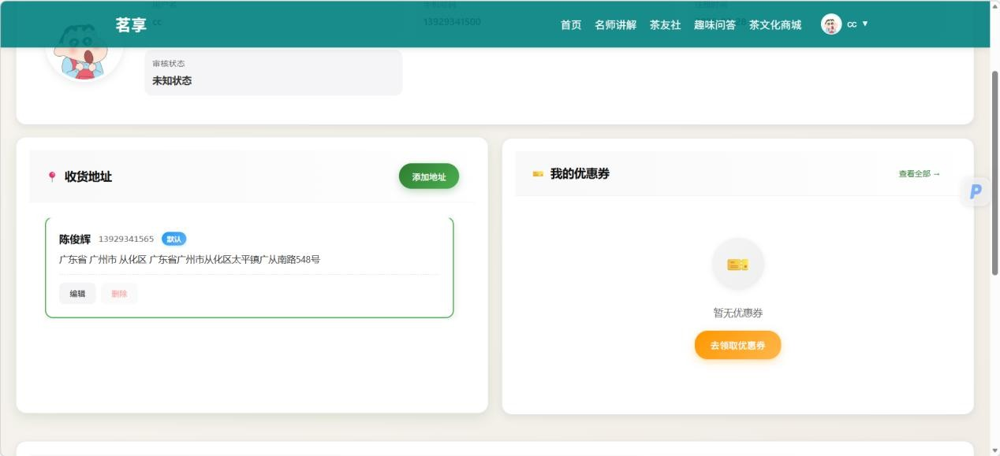 用户名
cc
13929341500
茗享
首页 名师讲解 茶友社 趣味问答 茶文化商城
cc ▼
审核状态
未知状态
收货地址
添加地址
陈俊辉 13929341565 默认
广东省 广州市 从化区 广东省广州市从化区太平镇广从南路548号
编辑 删除
我的优惠券
查看全部 →
暂无优惠券
去领取优惠券